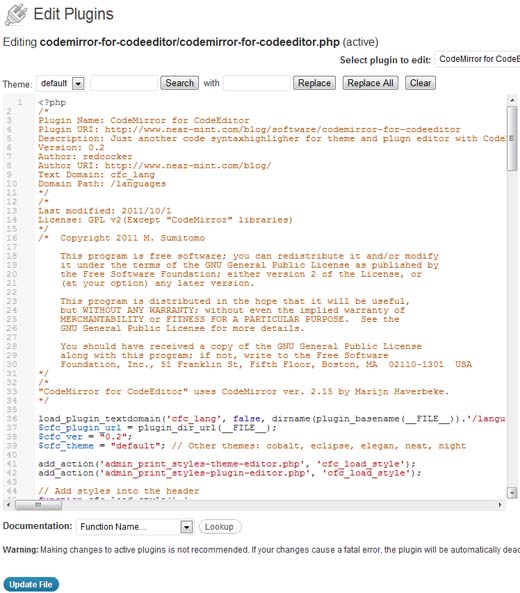 Edit Plugins
Editing codemirror-for-codeeditor/codemirror-for-codeeditor.php (active)
Select plugin to edit: CodeMirror for CodeE
Theme: default Search with Replace Replace All Clear
1 <?php
2 /*
3 Plugin Name: CodeMirror for CodeEditor
4 Plugin URI: http://www.near-mint.com/blog/software/codemirror-for-codeeditor
5 Description: Just another code syntaxhighligher for theme and plugn editor with Code
6 Version: 0.2
7 Author: redcocker
8 Author URI: http://www.near-mint.com/blog/
9 Text Domain: cfc_lang
10 Domain Path: /languages
11 */
12 /*
13 Last modified: 2011/10/1
14 License: GPL v2(Except "CodeMirror" libraries)
15 */
16 /*  Copyright 2011 M. Sumitomo
17
18 This program is free software; you can redistribute it and/or modify
19 it under the terms of the GNU General Public License as published by
20 the Free Software Foundation; either version 2 of the License, or
21 (at your option) any later version.
22
23 This program is distributed in the hope that it will be useful,
24 but WITHOUT ANY WARRANTY; without even the implied warranty of
25 MERCHANTABILITY or FITNESS FOR A PARTICULAR PURPOSE.  See the
26 GNU General Public License for more details.
27
28 You should have received a copy of the GNU General Public License
29 along with this program; if not, write to the Free Software
30 Foundation, Inc., 51 Franklin St, Fifth Floor, Boston, MA  02110-1301  USA
31 */
32 /*
33 "CodeMirror for CodeEditor" uses CodeMirror ver. 2.15 by Marijn Haverbeke.
34 */
35
36 load_plugin_textdomain('cfc_lang', false, dirname(plugin_basename(__FILE__)).'/langu
37 $cfc_plugin_url = plugin_dir_url(__FILE__);
38 $cfc_ver = "0.2";
39 $cfc_theme = "default"; // Other themes: cobalt, eclipse, elegan, neat, night
40
41 add_action('admin_print_styles-theme-editor.php', 'cfc_load_style');
42 add_action('admin_print_styles-plugin-editor.php', 'cfc_load_style');
43
44 // Add styles into the header
Documentation: Function Name... Lookup
Warning: Making changes to active plugins is not recommended. If your changes cause a fatal error, the plugin will be automatically deac
Update File